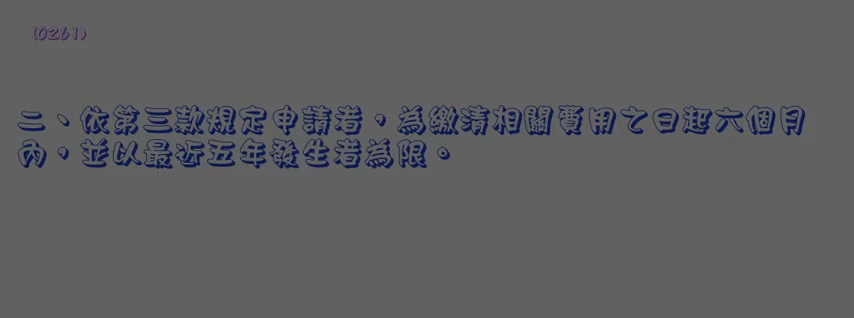 (0261)
二、依第三款規定申請者，為繳清相關費用之日起六個月
內，並以最近五年發生者為限。